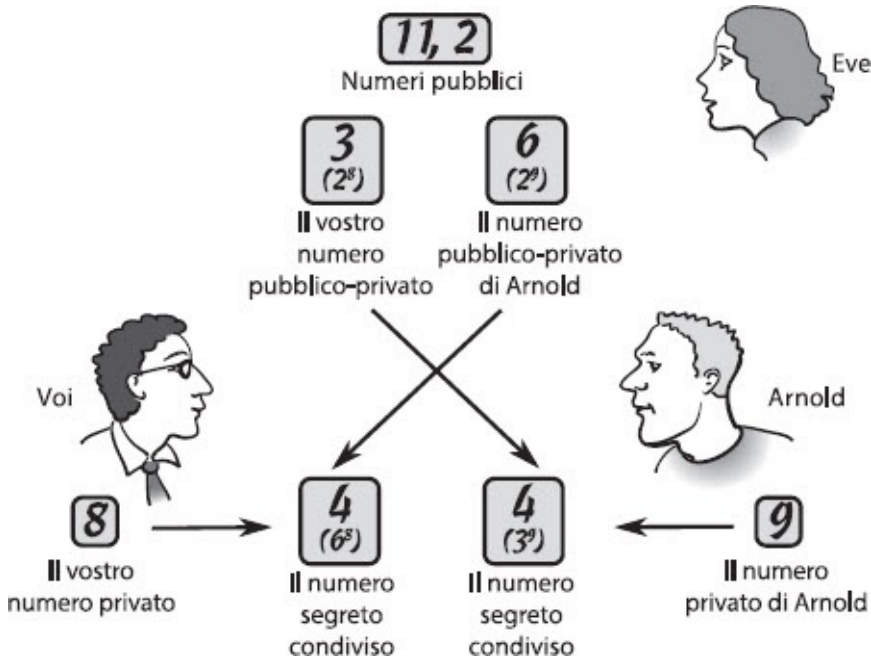 11, 2
Numeri pubblici
Eve
3
(2⁸)
6
(2⁹)
Il vostro
numero
pubblico-privato
Il numero
pubblico-privato
di Arnold
Voi
Arnold
8
4
(6⁸)
4
(3⁹)
9
Il vostro
numero privato
Il numero
segreto
condiviso
Il numero
segreto
condiviso
Il numero
privato di Arnold